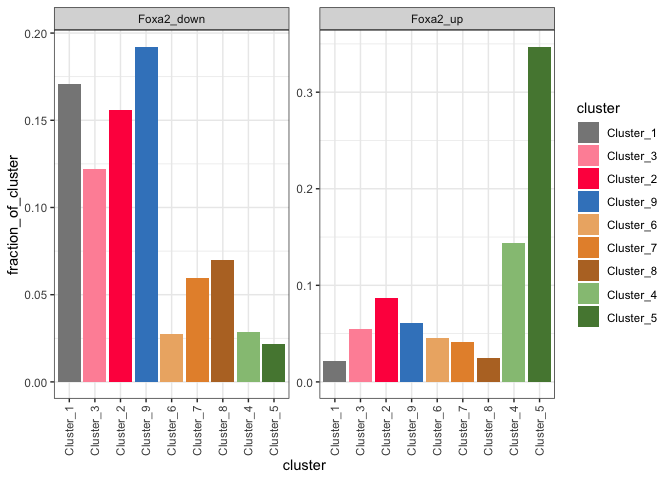 Foxa2_down
Foxa2_up
fraction_of_cluster
0.20
0.15
0.10
0.05
0.00
0.3
0.2
0.1
0.0
Cluster_1
Cluster_3
Cluster_2
Cluster_9
Cluster_6
Cluster_7
Cluster_8
Cluster_4
Cluster_5
Cluster_1
Cluster_3
Cluster_2
Cluster_9
Cluster_6
Cluster_7
Cluster_8
Cluster_4
Cluster_5
cluster
cluster
Cluster_1
Cluster_3
Cluster_2
Cluster_9
Cluster_6
Cluster_7
Cluster_8
Cluster_4
Cluster_5